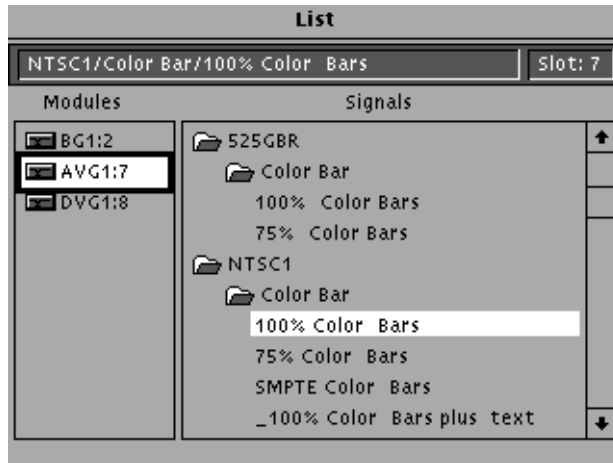 List
NTSC1/Color Bar/100% Color Bars Slot: 7
Modules Signals
BG1:2
AVG1:7
DVG1:8
525GBR
Color Bar
100% Color Bars
75% Color Bars
NTSC1
Color Bar
100% Color Bars
75% Color Bars
SMPTE Color Bars
_100% Color Bars plus text